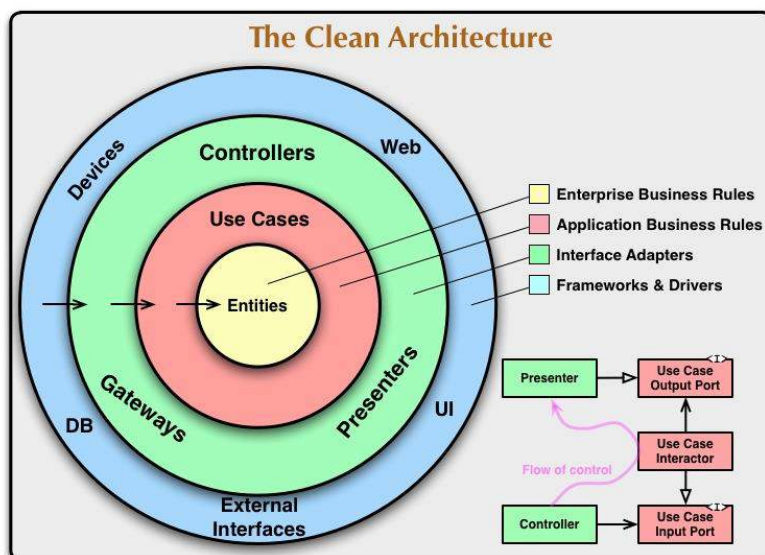 The Clean Architecture
Devices
Web
Controllers
Use Cases
Entities
Gateways
Presenters
DB
UI
External
Interfaces
Enterprise Business Rules
Application Business Rules
Interface Adapters
Frameworks & Drivers
Presenter
<I>
Use Case
Output Port
Flow of control
Use Case
Interactor
Controller
<I>
Use Case
Input Port